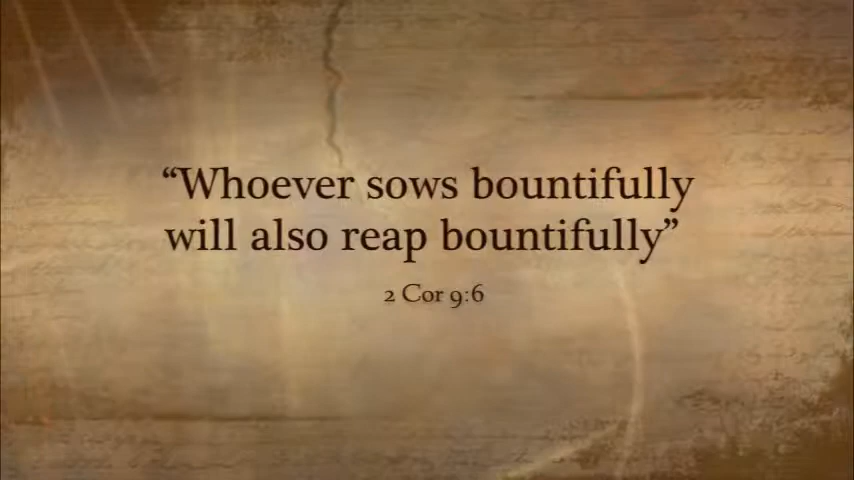 “Whoever sows bountifully
will also reap bountifully”
2 Cor 9:6